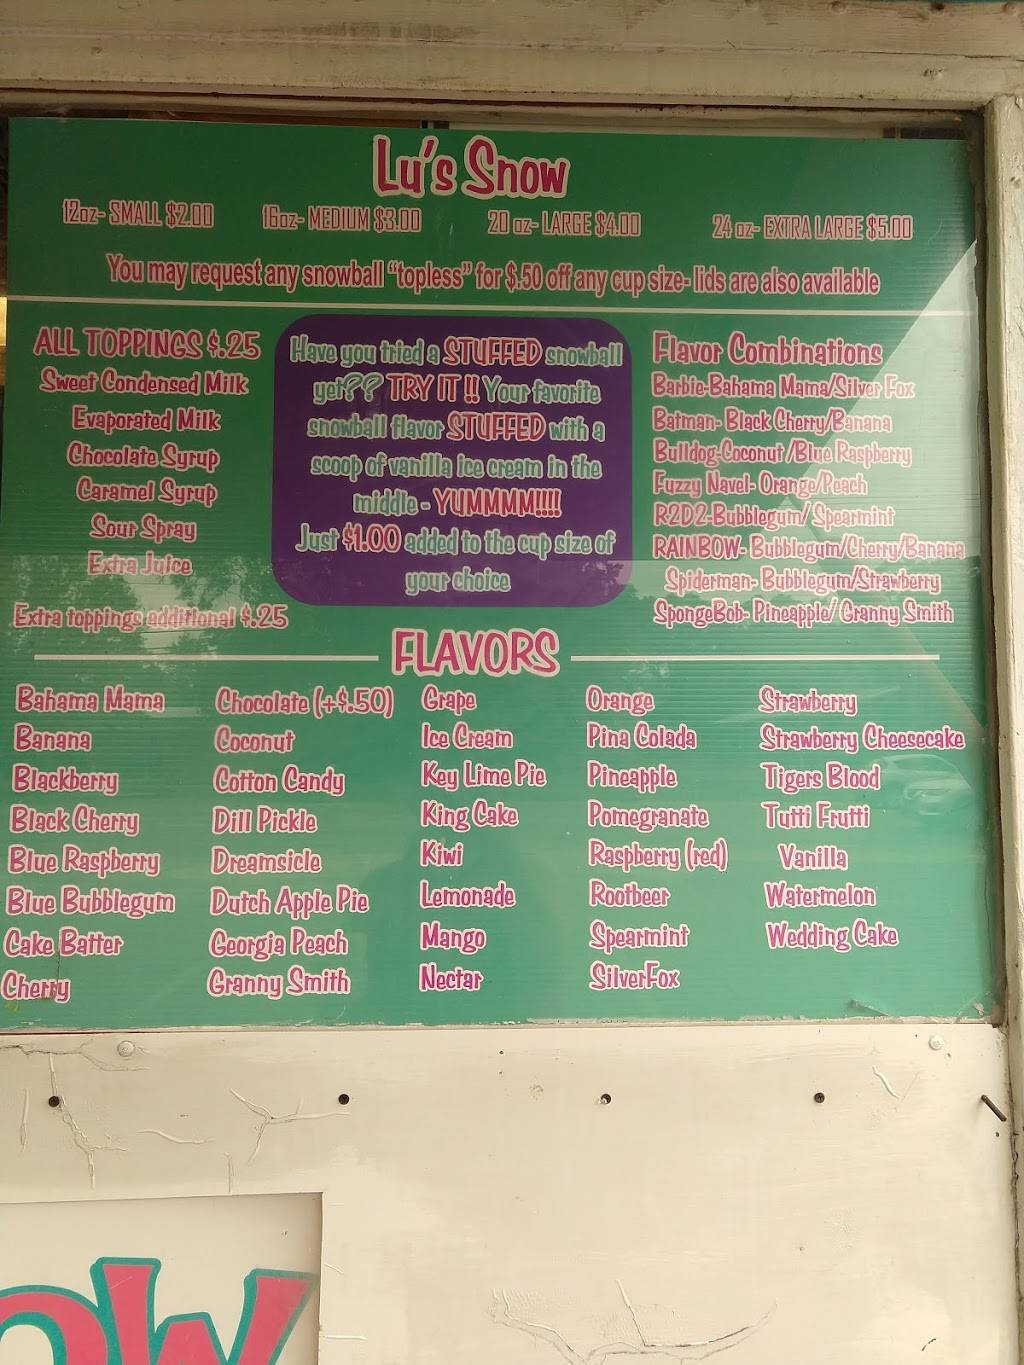 Lu's Snow
12oz- SMALL $2.00 16oz- MEDIUM $3.00 20 oz- LARGE $4.00 24 oz- EXTRA LARGE $5.00
You may request any snowball "topless" for $.50 off any cup size- lids are also available
ALL TOPPINGS $.25
Sweet Condensed Milk
Evaporated Milk
Chocolate Syrup
Caramel Syrup
Sour Spray
Extra Juice
Extra toppings additional $.25
Have you tried a STUFFED snowball
yet?? TRY IT !! Your favorite
snowball flavor STUFFED with a
scoop of vanilla ice cream in the
middle - YUMMMM!!!!
Just $1.00 added to the cup size of
your choice
Flavor Combinations
Barbie-Bahama Mama/Silver Fox
Batman- Black Cherry/Banana
Bulldog-Coconut /Blue Raspberry
Fuzzy Navel- Orange/Peach
R2D2-Bubblegum/ Spearmint
RAINBOW- Bubblegum/Cherry/Banana
Spiderman- Bubblegum/Strawberry
SpongeBob- Pineapple/ Granny Smith
FLAVORS
Bahama Mama
Banana
Blackberry
Black Cherry
Blue Raspberry
Blue Bubblegum
Cake Batter
Cherry
Chocolate (+$.50)
Coconut
Cotton Candy
Dill Pickle
Dreamsicle
Dutch Apple Pie
Georgia Peach
Granny Smith
Grape
Ice Cream
Key Lime Pie
King Cake
Kiwi
Lemonade
Mango
Nectar
Orange
Pina Colada
Pineapple
Pomegranate
Raspberry (red)
Rootbeer
Spearmint
SilverFox
Strawberry
Strawberry Cheesecake
Tigers Blood
Tutti Frutti
Vanilla
Watermelon
Wedding Cake
OW